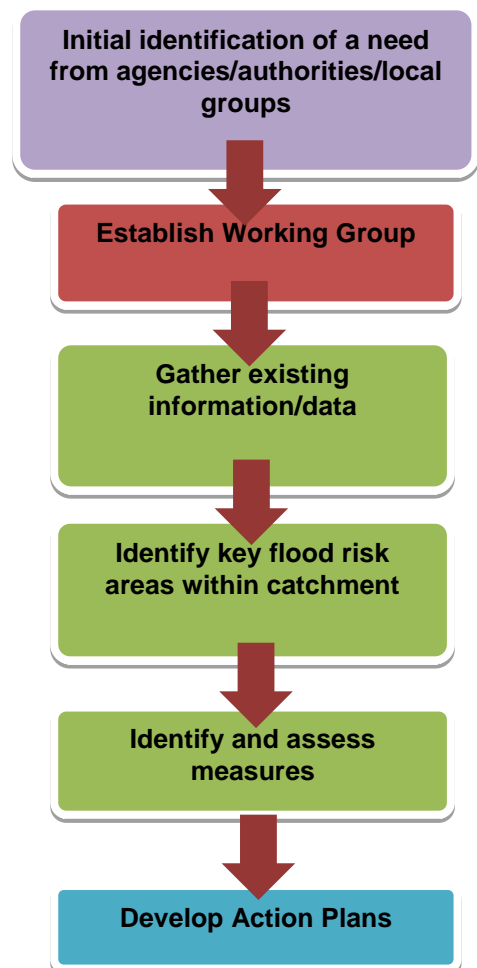 Initial identification of a need
from agencies/authorities/local
groups
Establish Working Group
Gather existing
information/data
Identify key flood risk
areas within catchment
Identify and assess
measures
Develop Action Plans